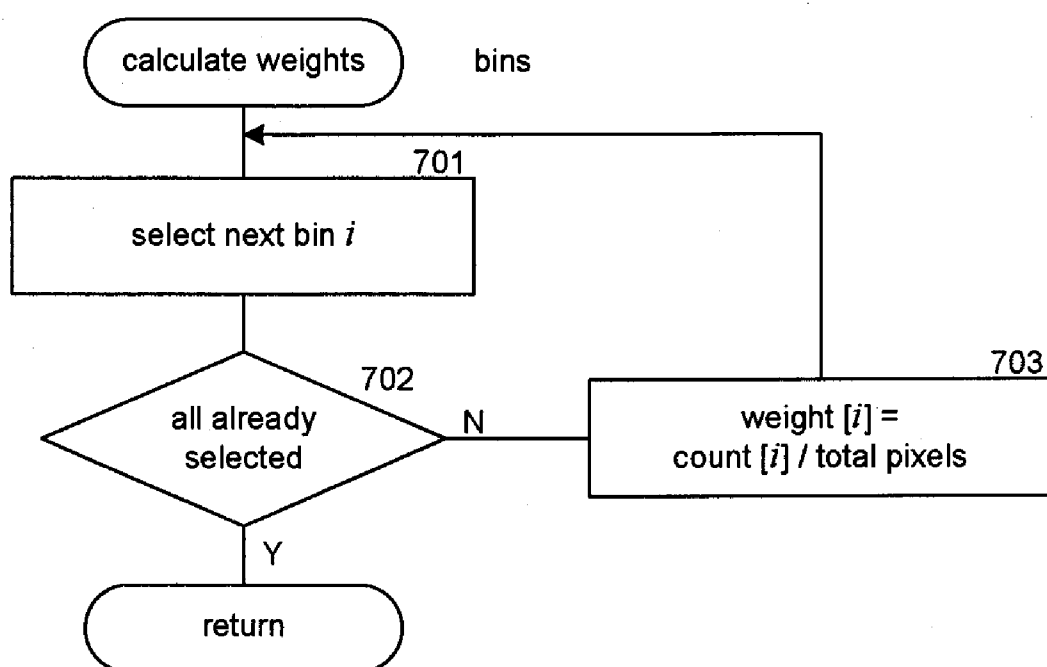 calculate weights
bins
701
select next bin i
702
all already
selected
N
703
weight [i] =
count [i] / total pixels
Y
return